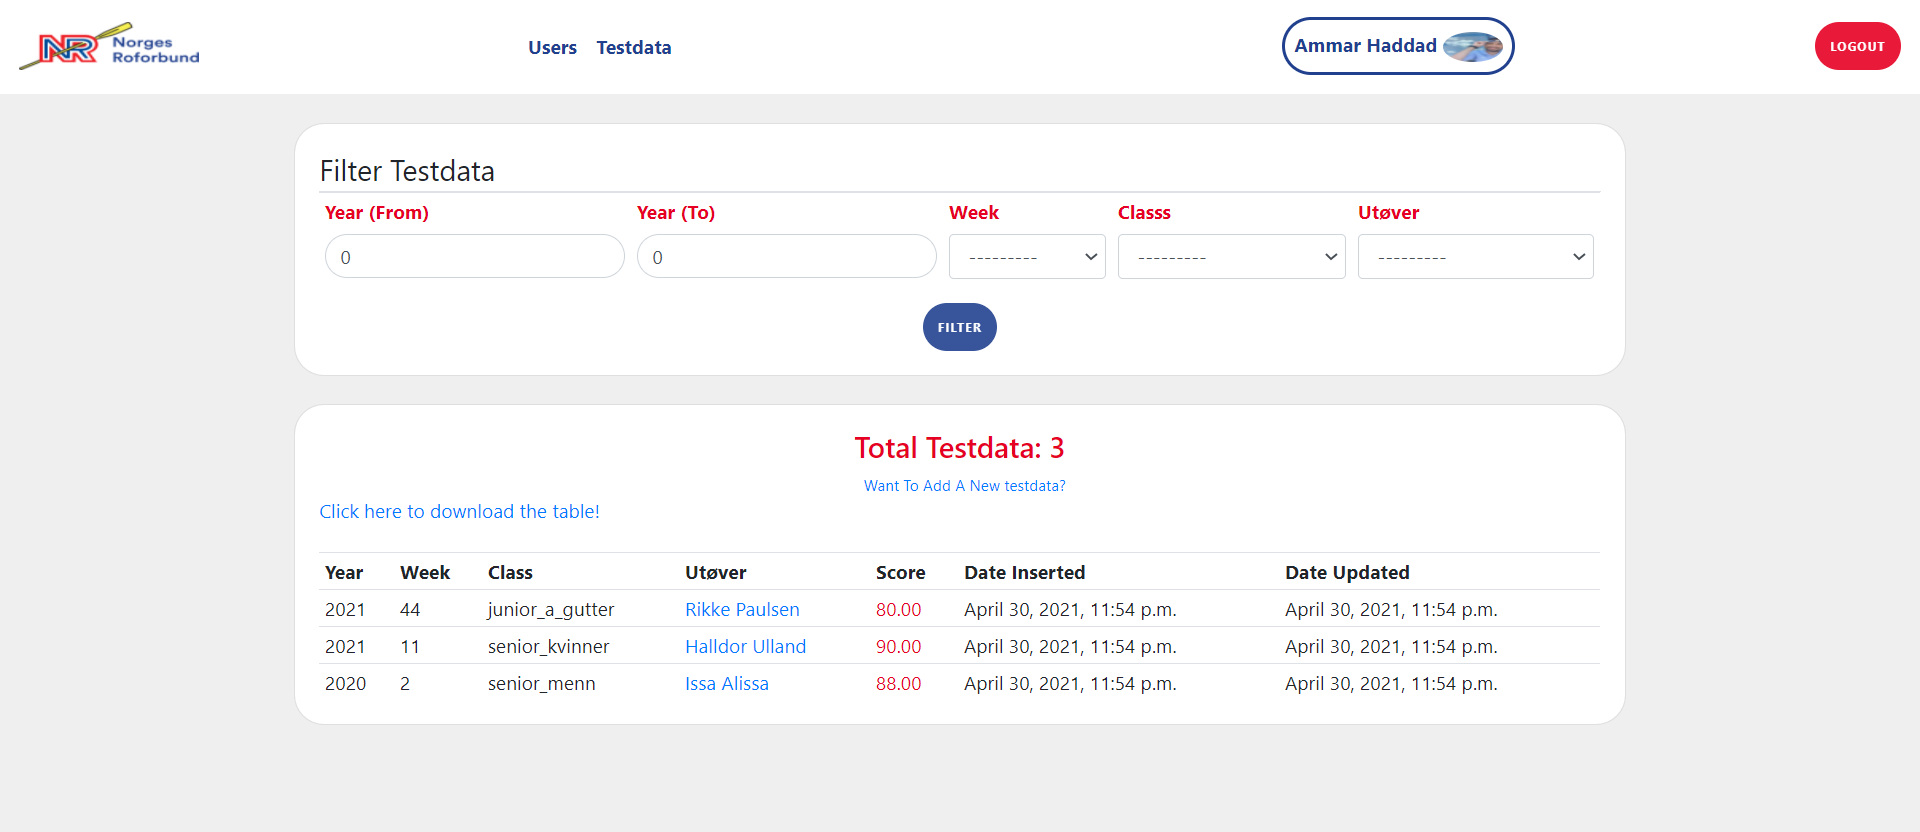 NR Norges Roforbund
Users Testdata
Ammar Haddad
LOGOUT
Filter Testdata
Year (From) Year (To) Week Classs Utøver
0 0 --------- --------- ---------
FILTER
Total Testdata: 3
Want To Add A New testdata?
Click here to download the table!
Year Week Class Utøver Score Date Inserted Date Updated
2021 44 junior_a_gutter Rikke Paulsen 80.00 April 30, 2021, 11:54 p.m. April 30, 2021, 11:54 p.m.
2021 11 senior_kvinner Halldor Ulland 90.00 April 30, 2021, 11:54 p.m. April 30, 2021, 11:54 p.m.
2020 2 senior_menn Issa Alissa 88.00 April 30, 2021, 11:54 p.m. April 30, 2021, 11:54 p.m.